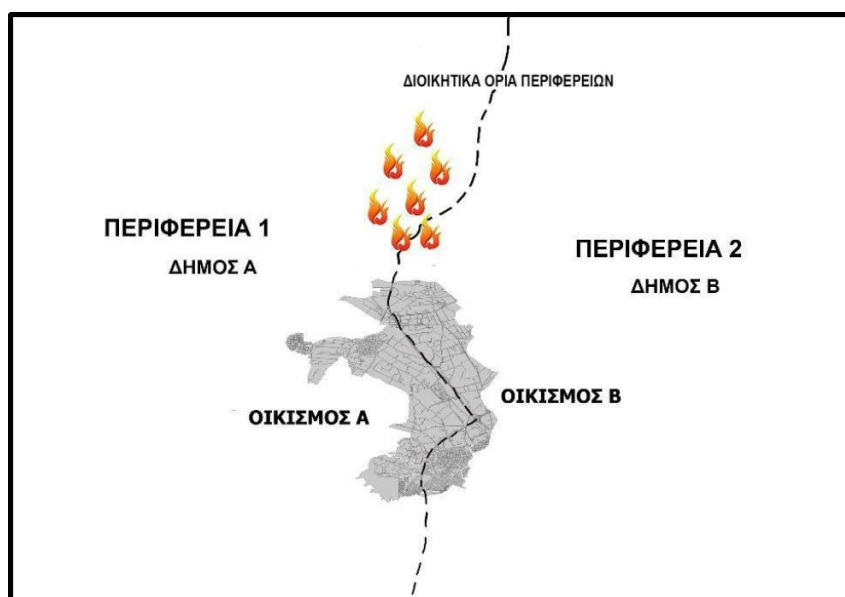 ΔΙΟΙΚΗΤΙΚΑ ΟΡΙΑ ΠΕΡΙΦΕΡΕΙΩΝ
ΠΕΡΙΦΕΡΕΙΑ 1
ΔΗΜΟΣ Α
ΠΕΡΙΦΕΡΕΙΑ 2
ΔΗΜΟΣ Β
ΟΙΚΙΣΜΟΣ Α
ΟΙΚΙΣΜΟΣ Β